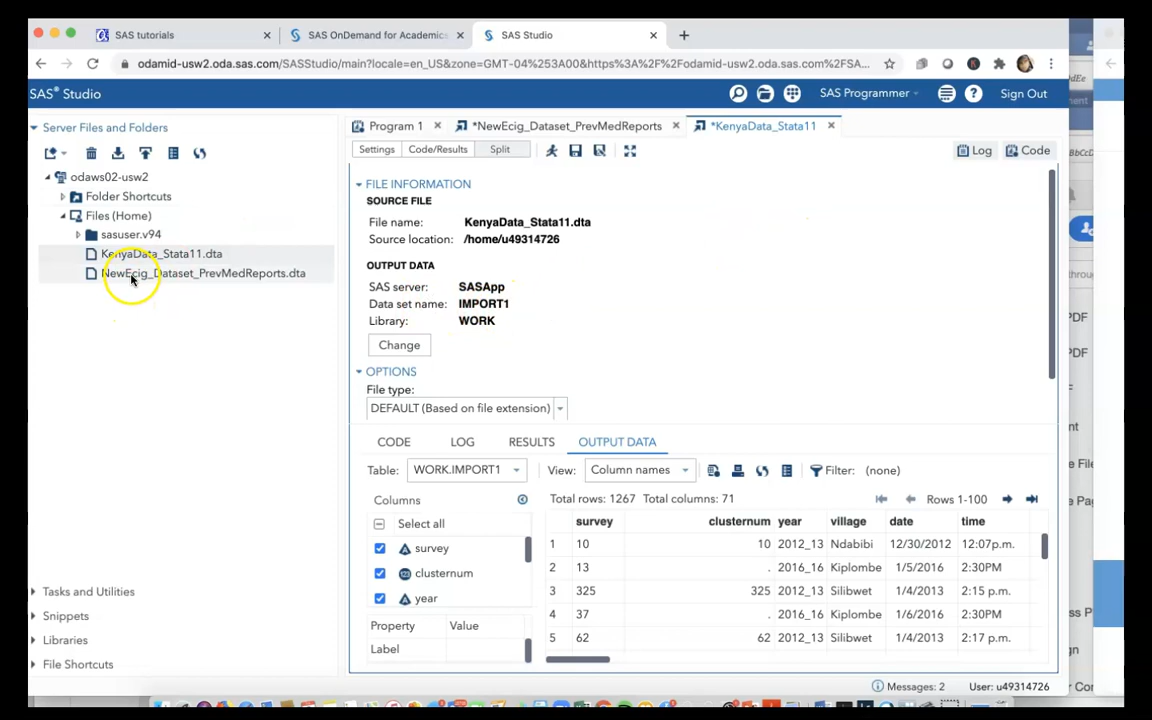 SAS tutorials
SAS OnDemand for Academics
SAS Studio
odamid-usw2.oda.sas.com/SASStudio/main?locale=en_US&zone=GMT-04%253A00&https%3A%2F%2Fodamid-usw2.oda.sas.com%2FSA...
SAS® Studio
SAS Programmer
Sign Out
Server Files and Folders
Program 1
*NewEcig_Dataset_PrevMedReports
*KenyaData_Stata11
Settings Code/Results Split
Log Code
odaws02-usw2
Folder Shortcuts
Files (Home)
sasuser.v94
KenyaData_Stata11.dta
NewEcig_Dataset_PrevMedReports.dta
Tasks and Utilities
Snippets
Libraries
File Shortcuts
FILE INFORMATION
SOURCE FILE
File name: KenyaData_Stata11.dta
Source location: /home/u49314726
OUTPUT DATA
SAS server: SASApp
Data set name: IMPORT1
Library: WORK
Change
OPTIONS
File type:
DEFAULT (Based on file extension)
CODE LOG RESULTS OUTPUT DATA
Table: WORK.IMPORT1 View: Column names Filter: (none)
Columns
Select all
survey
clusternum
year
Property Value
Label
Total rows: 1267 Total columns: 71 Rows 1-100
survey clusternum year village date time
1 10 10 2012_13 Ndabibi 12/30/2012 12:07p.m.
2 13 . 2016_16 Kiplombe 1/5/2016 2:30PM
3 325 325 2012_13 Silibwet 1/4/2013 2:15 p.m.
4 37 . 2016_16 Kiplombe 1/6/2016 2:30PM
5 62 62 2012_13 Silibwet 1/4/2013 2:17 p.m.
Messages: 2 User: u49314726